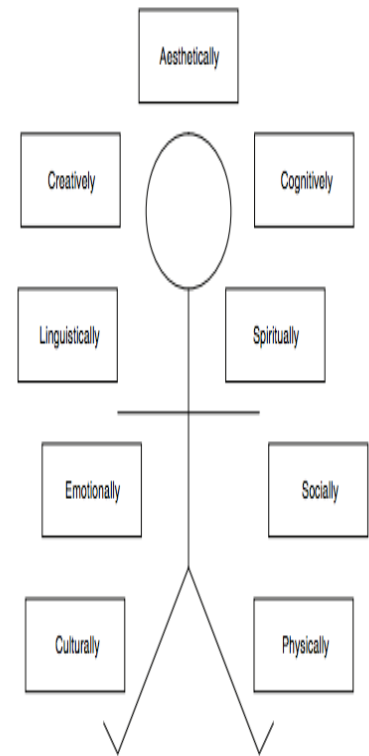 Aesthetically
Creatively
Cognitively
Linguistically
Spiritually
Emotionally
Socially
Culturally
Physically